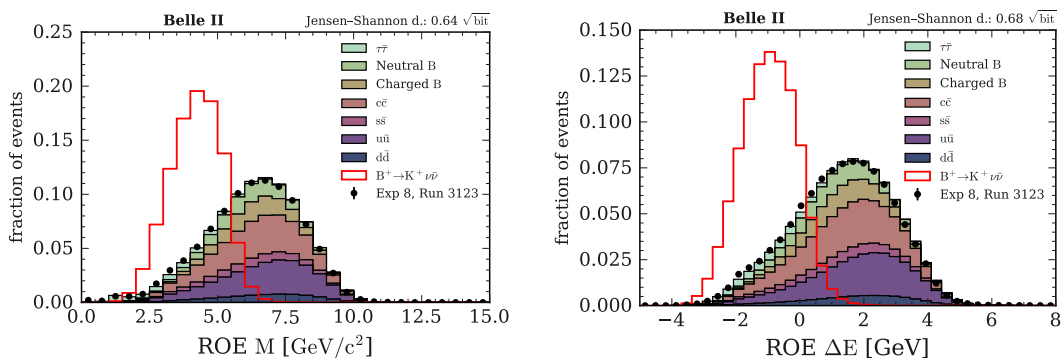 Belle II Jensen–Shannon d.: 0.64 √bit
0.25
0.20
0.15
0.10
0.05
0.00
fraction of events
ττ̄
Neutral B
Charged B
cc̄
ss̄
uū
dd̄
B⁺→K⁺νν̄
Exp 8, Run 3123
0.0 2.5 5.0 7.5 10.0 12.5 15.0
ROE M [GeV/c²]
Belle II Jensen–Shannon d.: 0.68 √bit
0.150
0.125
0.100
0.075
0.050
0.025
0.000
fraction of events
ττ̄
Neutral B
Charged B
cc̄
ss̄
uū
dd̄
B⁺→K⁺νν̄
Exp 8, Run 3123
−4 −2 0 2 4 6 8
ROE ΔE [GeV]